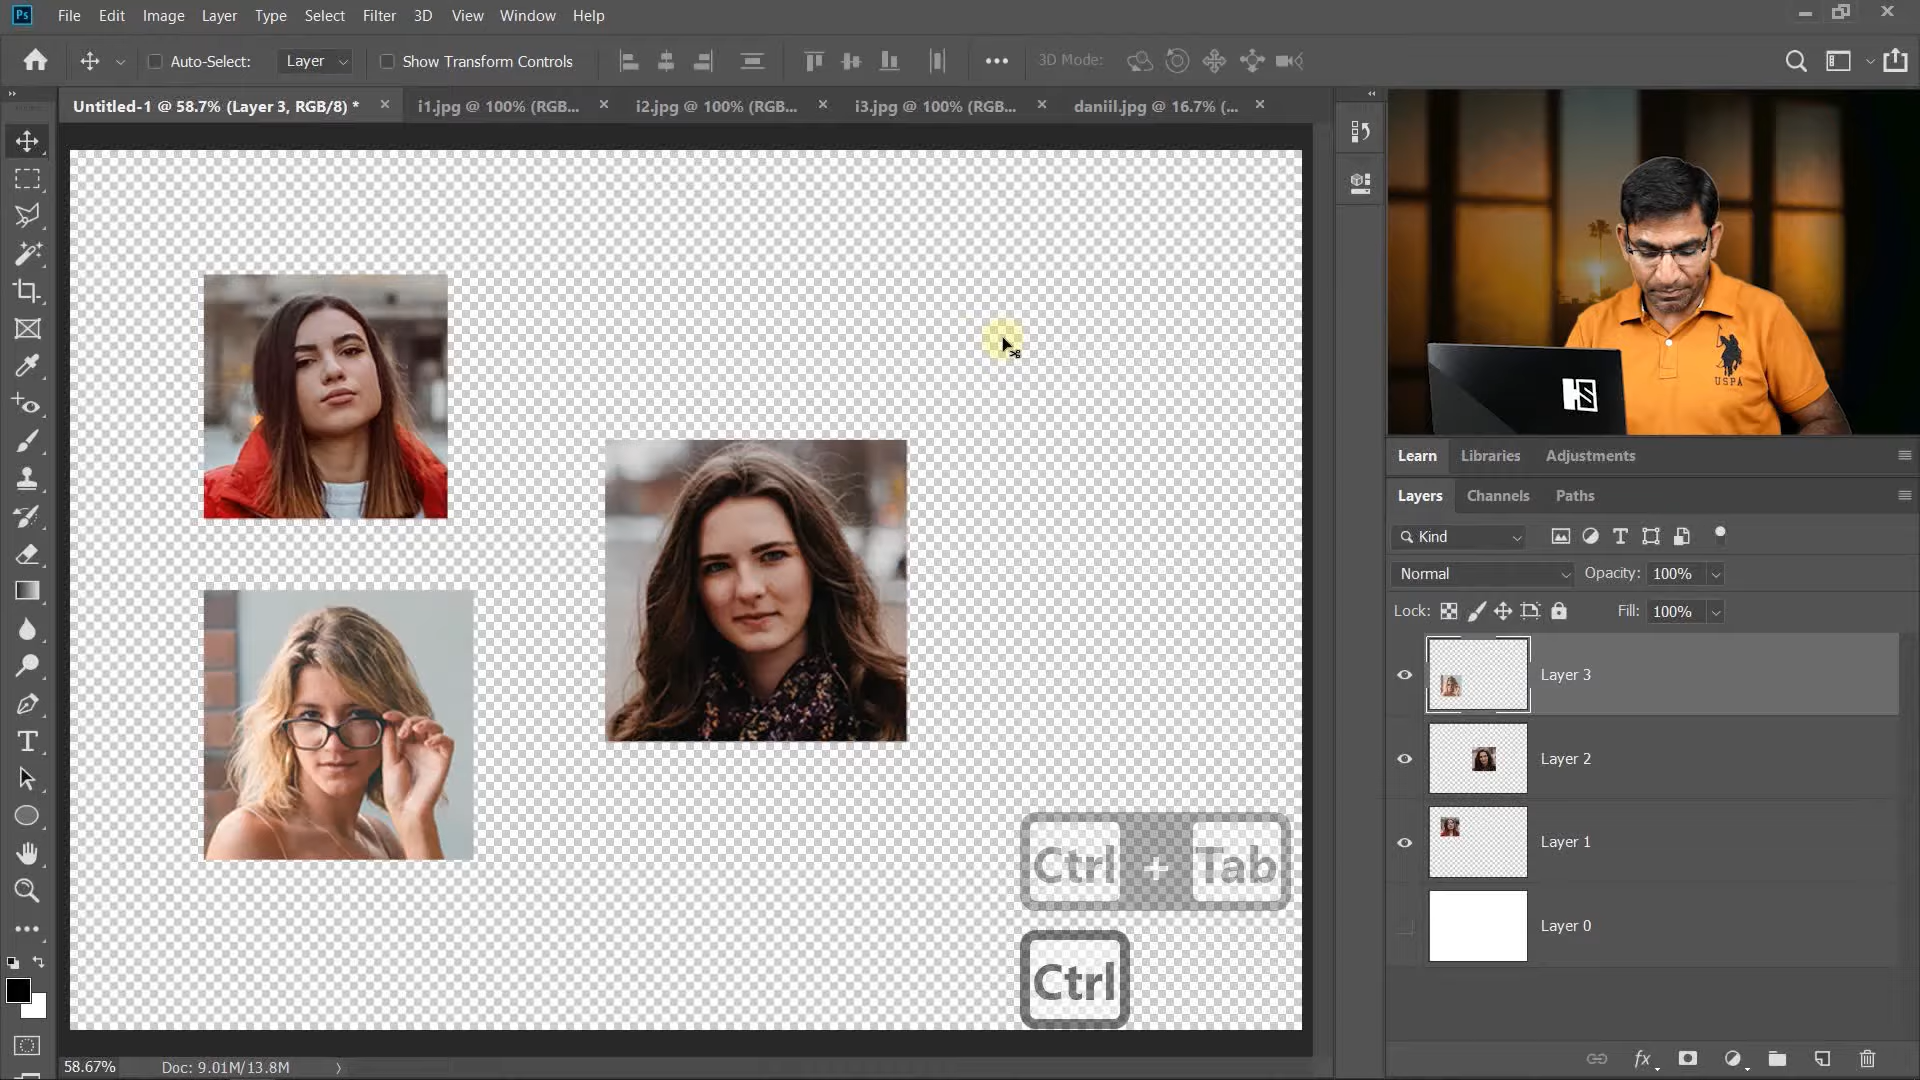 Ps File Edit Image Layer Type Select Filter 3D View Window Help
Auto-Select: Layer Show Transform Controls 3D Mode:
Untitled-1 @ 58.7% (Layer 3, RGB/8) * i1.jpg @ 100% (RGB... i2.jpg @ 100% (RGB... i3.jpg @ 100% (RGB... daniil.jpg @ 16.7% (...
USPA
Learn Libraries Adjustments
Layers Channels Paths
Kind
Normal Opacity: 100%
Lock: Fill: 100%
Layer 3
Layer 2
Layer 1
Layer 0
Ctrl + Tab
Ctrl
58.67% Doc: 9.01M/13.8M